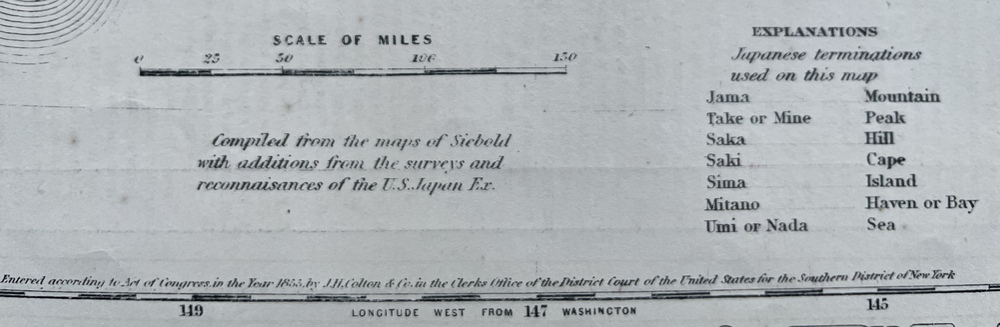 SCALE OF MILES
0 25 50 100 150
Compiled from the maps of Siebold
with additions from the surveys and
reconnaisances of the U.S. Japan Ex.
EXPLANATIONS
Japanese terminations
used on this map
Jama Mountain
Take or Mine Peak
Saka Hill
Saki Cape
Sima Island
Mitano Haven or Bay
Umi or Nada Sea
Entered according to Act of Congress, in the Year 1855, by J.H. Colton & Co. in the Clerks Office of the District Court of the United States for the Southern District of New York
149 LONGITUDE WEST FROM 147 WASHINGTON 145